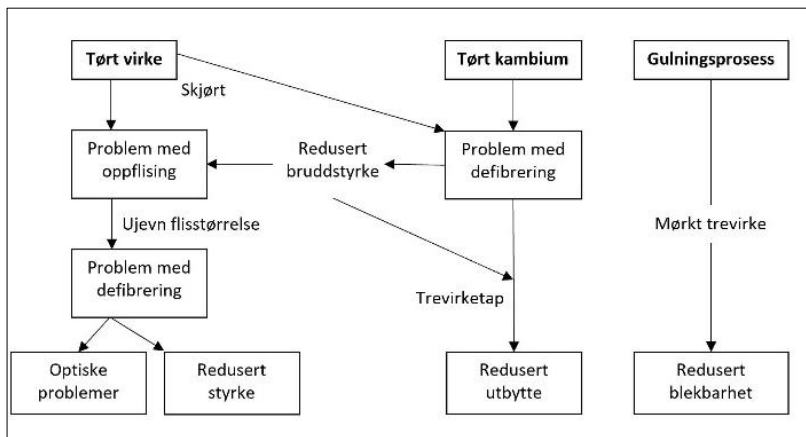 Tørt virke
Tørt kambium
Gulningsprosess
Skjørt
Problem med
oppflising
Redusert
bruddstyrke
Problem med
defibrering
Ujevn flisstørrelse
Mørkt trevirke
Problem med
defibrering
Trevirketap
Optiske
problemer
Redusert
styrke
Redusert
utbytte
Redusert
blekbarhet